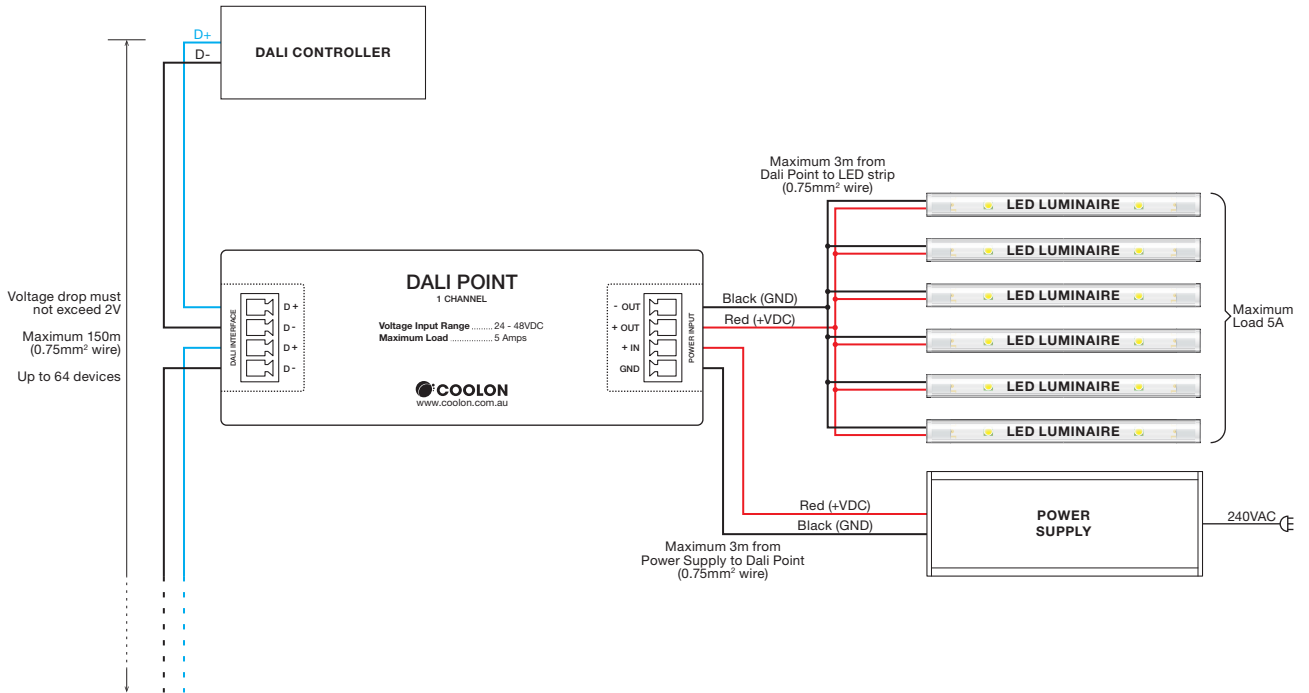 D+
D-
DALI CONTROLLER
Voltage drop must
not exceed 2V
Maximum 150m
(0.75mm² wire)
Up to 64 devices
DALI POINT
1 CHANNEL
Voltage Input Range ......... 24 - 48VDC
Maximum Load .................. 5 Amps
COOLON
www.coolon.com.au
DALI INTERFACE
D+
D-
D+
D-
- OUT
+ OUT
+ IN
GND
POWER INPUT
Black (GND)
Red (+VDC)
Maximum 3m from
Dali Point to LED strip
(0.75mm² wire)
LED LUMINAIRE
LED LUMINAIRE
LED LUMINAIRE
LED LUMINAIRE
LED LUMINAIRE
LED LUMINAIRE
Maximum
Load 5A
Red (+VDC)
Black (GND)
Maximum 3m from
Power Supply to Dali Point
(0.75mm² wire)
POWER
SUPPLY
240VAC